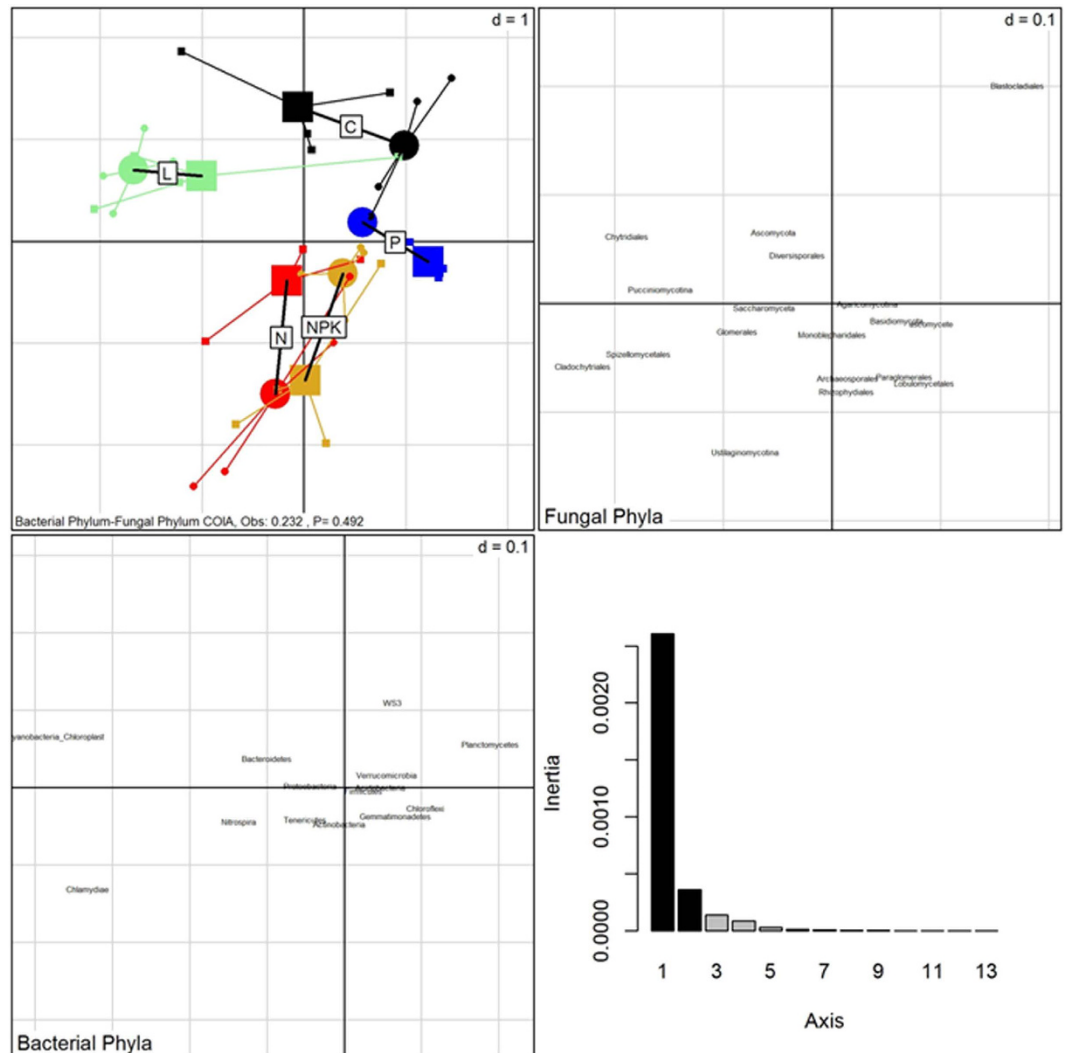 d = 1
C
L
P
N
NPK
Bacterial Phylum-Fungal Phylum COIA, Obs: 0.232 , P= 0.492
d = 0.1
Blastocladiales
Chytridiales
Ascomycota
Diversisporales
Pucciniomycotina
Saccharomyceta
Agaricomycotina
Basidiomycota
Glomerales
Monoblepharidales
Spizellomycetales
Cladochytriales
Archaeosporales
Paraglomerales
Lobulomycetales
Rhizophydiales
Ustilaginomycotina
Fungal Phyla
d = 0.1
WS3
yanobacteria_Chloroplast
Planctomycetes
Bacteroidetes
Verrucomicrobia
Proteobacteria
Acidobacteria
Firmicutes
Chloroflexi
Gemmatimonadetes
Nitrospira
Tenericutes
Actinobacteria
Chlamydiae
Bacterial Phyla
Inertia
0.0020
0.0010
0.0000
1 3 5 7 9 11 13
Axis